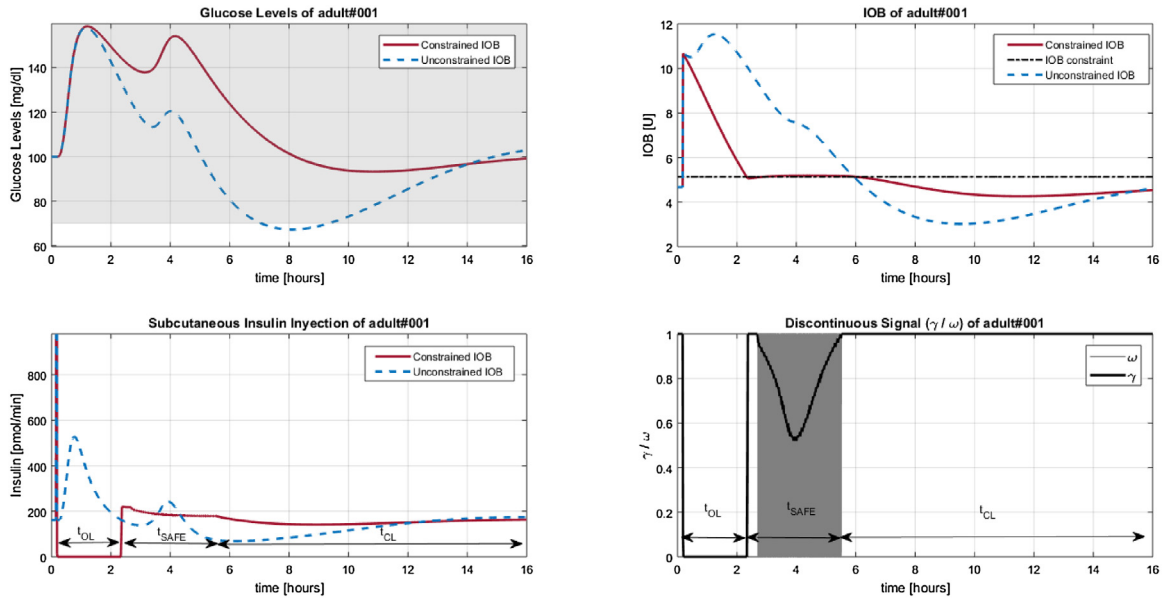 Glucose Levels of adult#001
Glucose Levels [mg/dl]
140
120
100
80
60
0 2 4 6 8 10 12 14 16
time [hours]
Constrained IOB
Unconstrained IOB
IOB of adult#001
IOB [U]
12
10
8
6
4
2
0 2 4 6 8 10 12 14 16
time [hours]
Constrained IOB
IOB constraint
Unconstrained IOB
Subcutaneous Insulin Inyection of adult#001
Insulin [pmol/min]
800
600
400
200
0
0 2 4 6 8 10 12 14 16
time [hours]
Constrained IOB
Unconstrained IOB
tOL
tSAFE
tCL
Discontinuous Signal (γ / ω) of adult#001
γ / ω
1
0.8
0.6
0.4
0.2
0
0 2 4 6 8 10 12 14 16
time [hours]
ω
γ
tOL
tSAFE
tCL